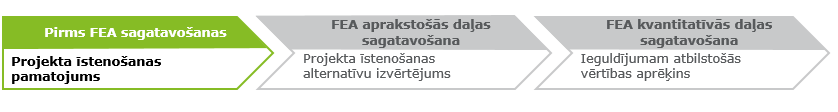 Pirms FEA sagatavošanas
Projekta īstenošanas
pamatojums
FEA aprakstošās daļas
sagatavošana
Projekta īstenošanas
alternatīvu izvērtējums
FEA kvantitatīvās daļas
sagatavošana
Ieguldījumam atbilstošās
vērtības aprēķins